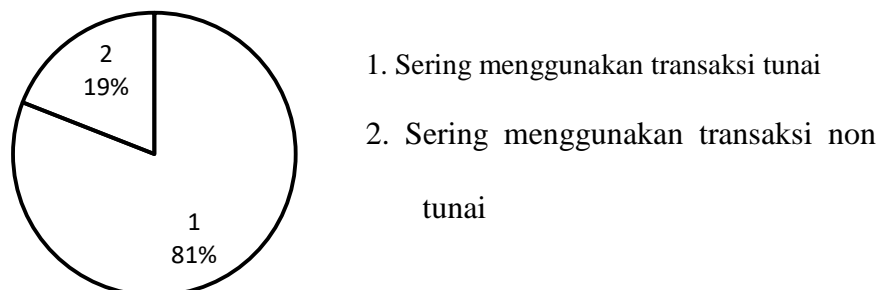 2
19%
1
81%
1. Sering menggunakan transaksi tunai
2. Sering menggunakan transaksi non
tunai